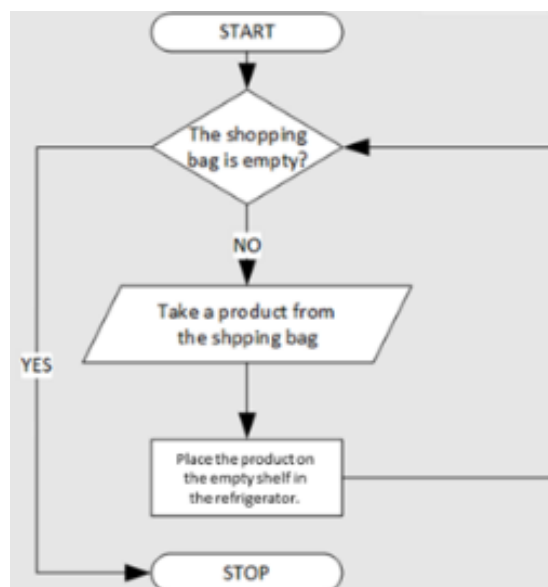 START
The shopping
bag is empty?
NO
Take a product from
the shpping bag
YES
Place the product on
the empty shelf in
the refrigerator.
STOP